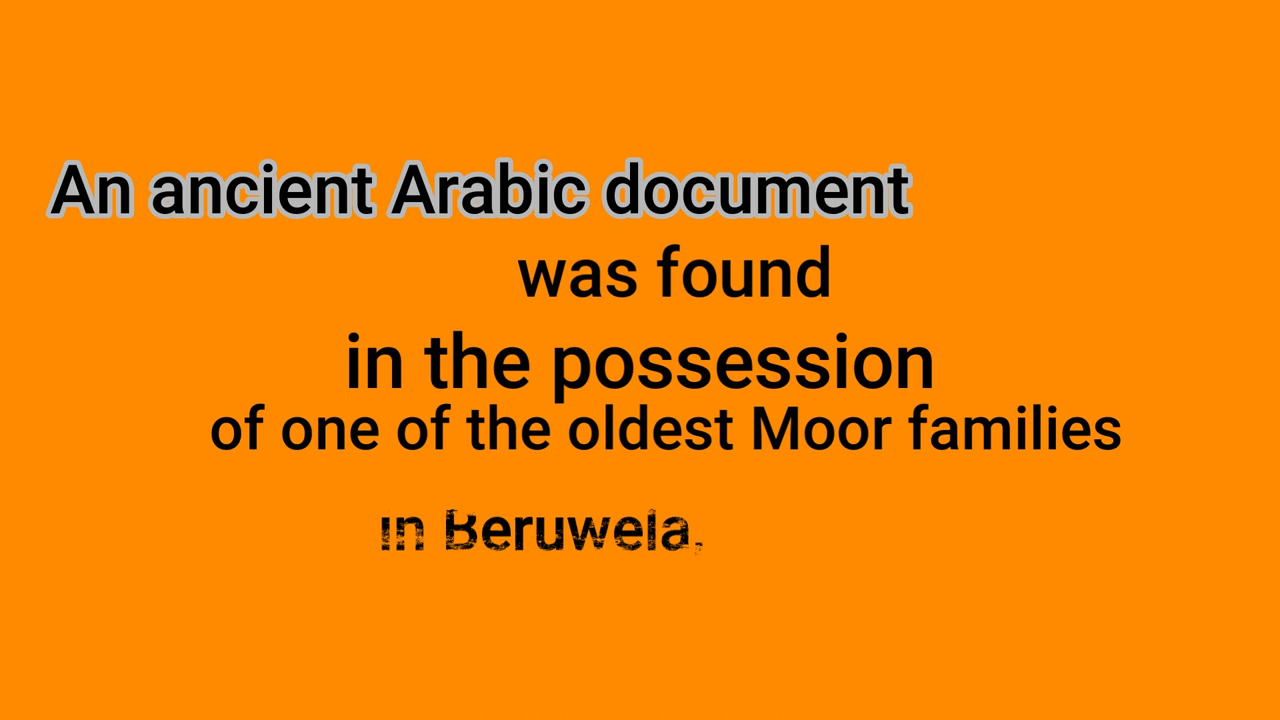 An ancient Arabic document
was found
in the possession
of one of the oldest Moor families
in Beruwela.